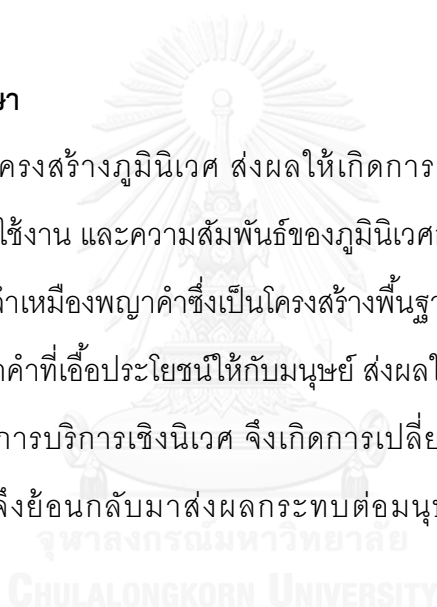 ษา
ครงสร้างภูมินิเวศ ส่งผลให้เกิดการ
ใช้งาน และความสัมพันธ์ของภูมินิเวศ
ลำเหมืองพญาคำซึ่งเป็นโครงสร้างพื้นฐา
าคำที่เอื้อประโยชน์ให้กับมนุษย์ ส่งผลใ
การบริการเชิงนิเวศ จึงเกิดการเปลี่ย
จึงย้อนกลับมาส่งผลกระทบต่อมนุษ
จุฬาลงกรณ์มหาวิทยาลัย
CHULALONGKORN UNIVERSITY